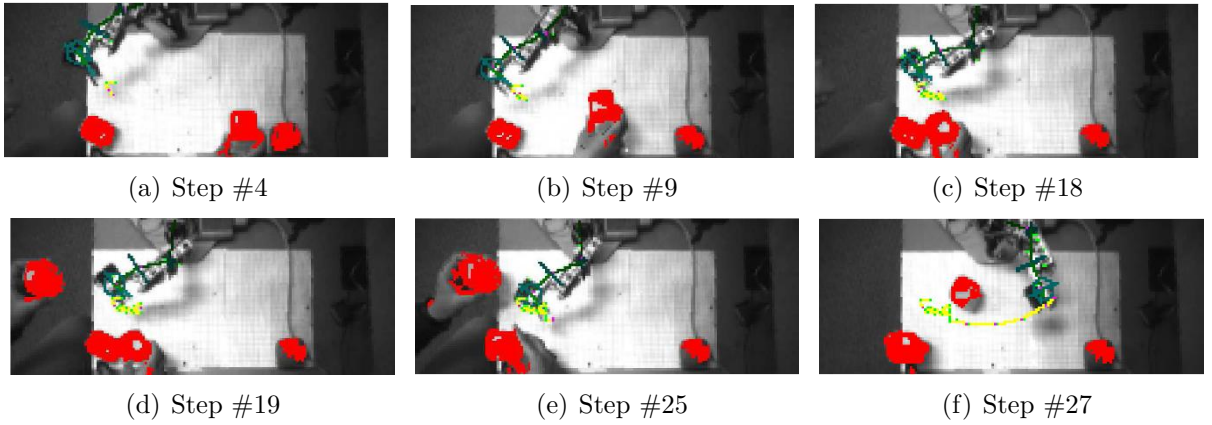 (a) Step #4
(b) Step #9
(c) Step #18
(d) Step #19
(e) Step #25
(f) Step #27